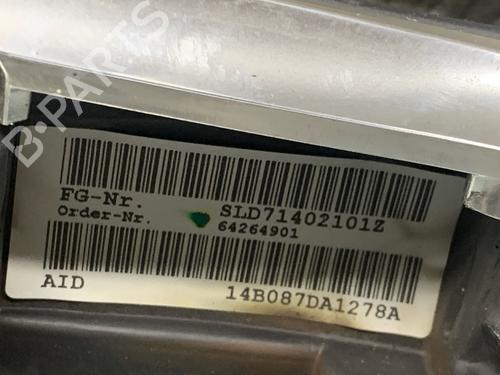 B-PARTS
FG-Nr. SLD71402101Z
Order-Nr. 64264901
AID 14B087DA1278A